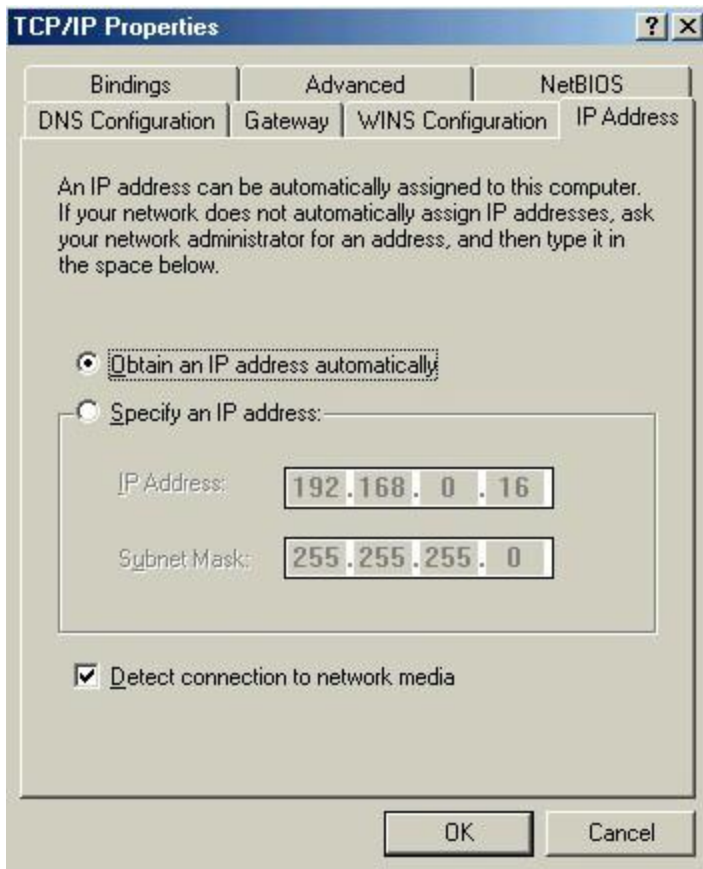 TCP/IP Properties
Bindings Advanced NetBIOS
DNS Configuration Gateway WINS Configuration IP Address
An IP address can be automatically assigned to this computer.
If your network does not automatically assign IP addresses, ask
your network administrator for an address, and then type it in
the space below.
Obtain an IP address automatically
Specify an IP address:
IP Address: 192.168. 0 .16
Subnet Mask: 255.255.255. 0
Detect connection to network media
OK Cancel